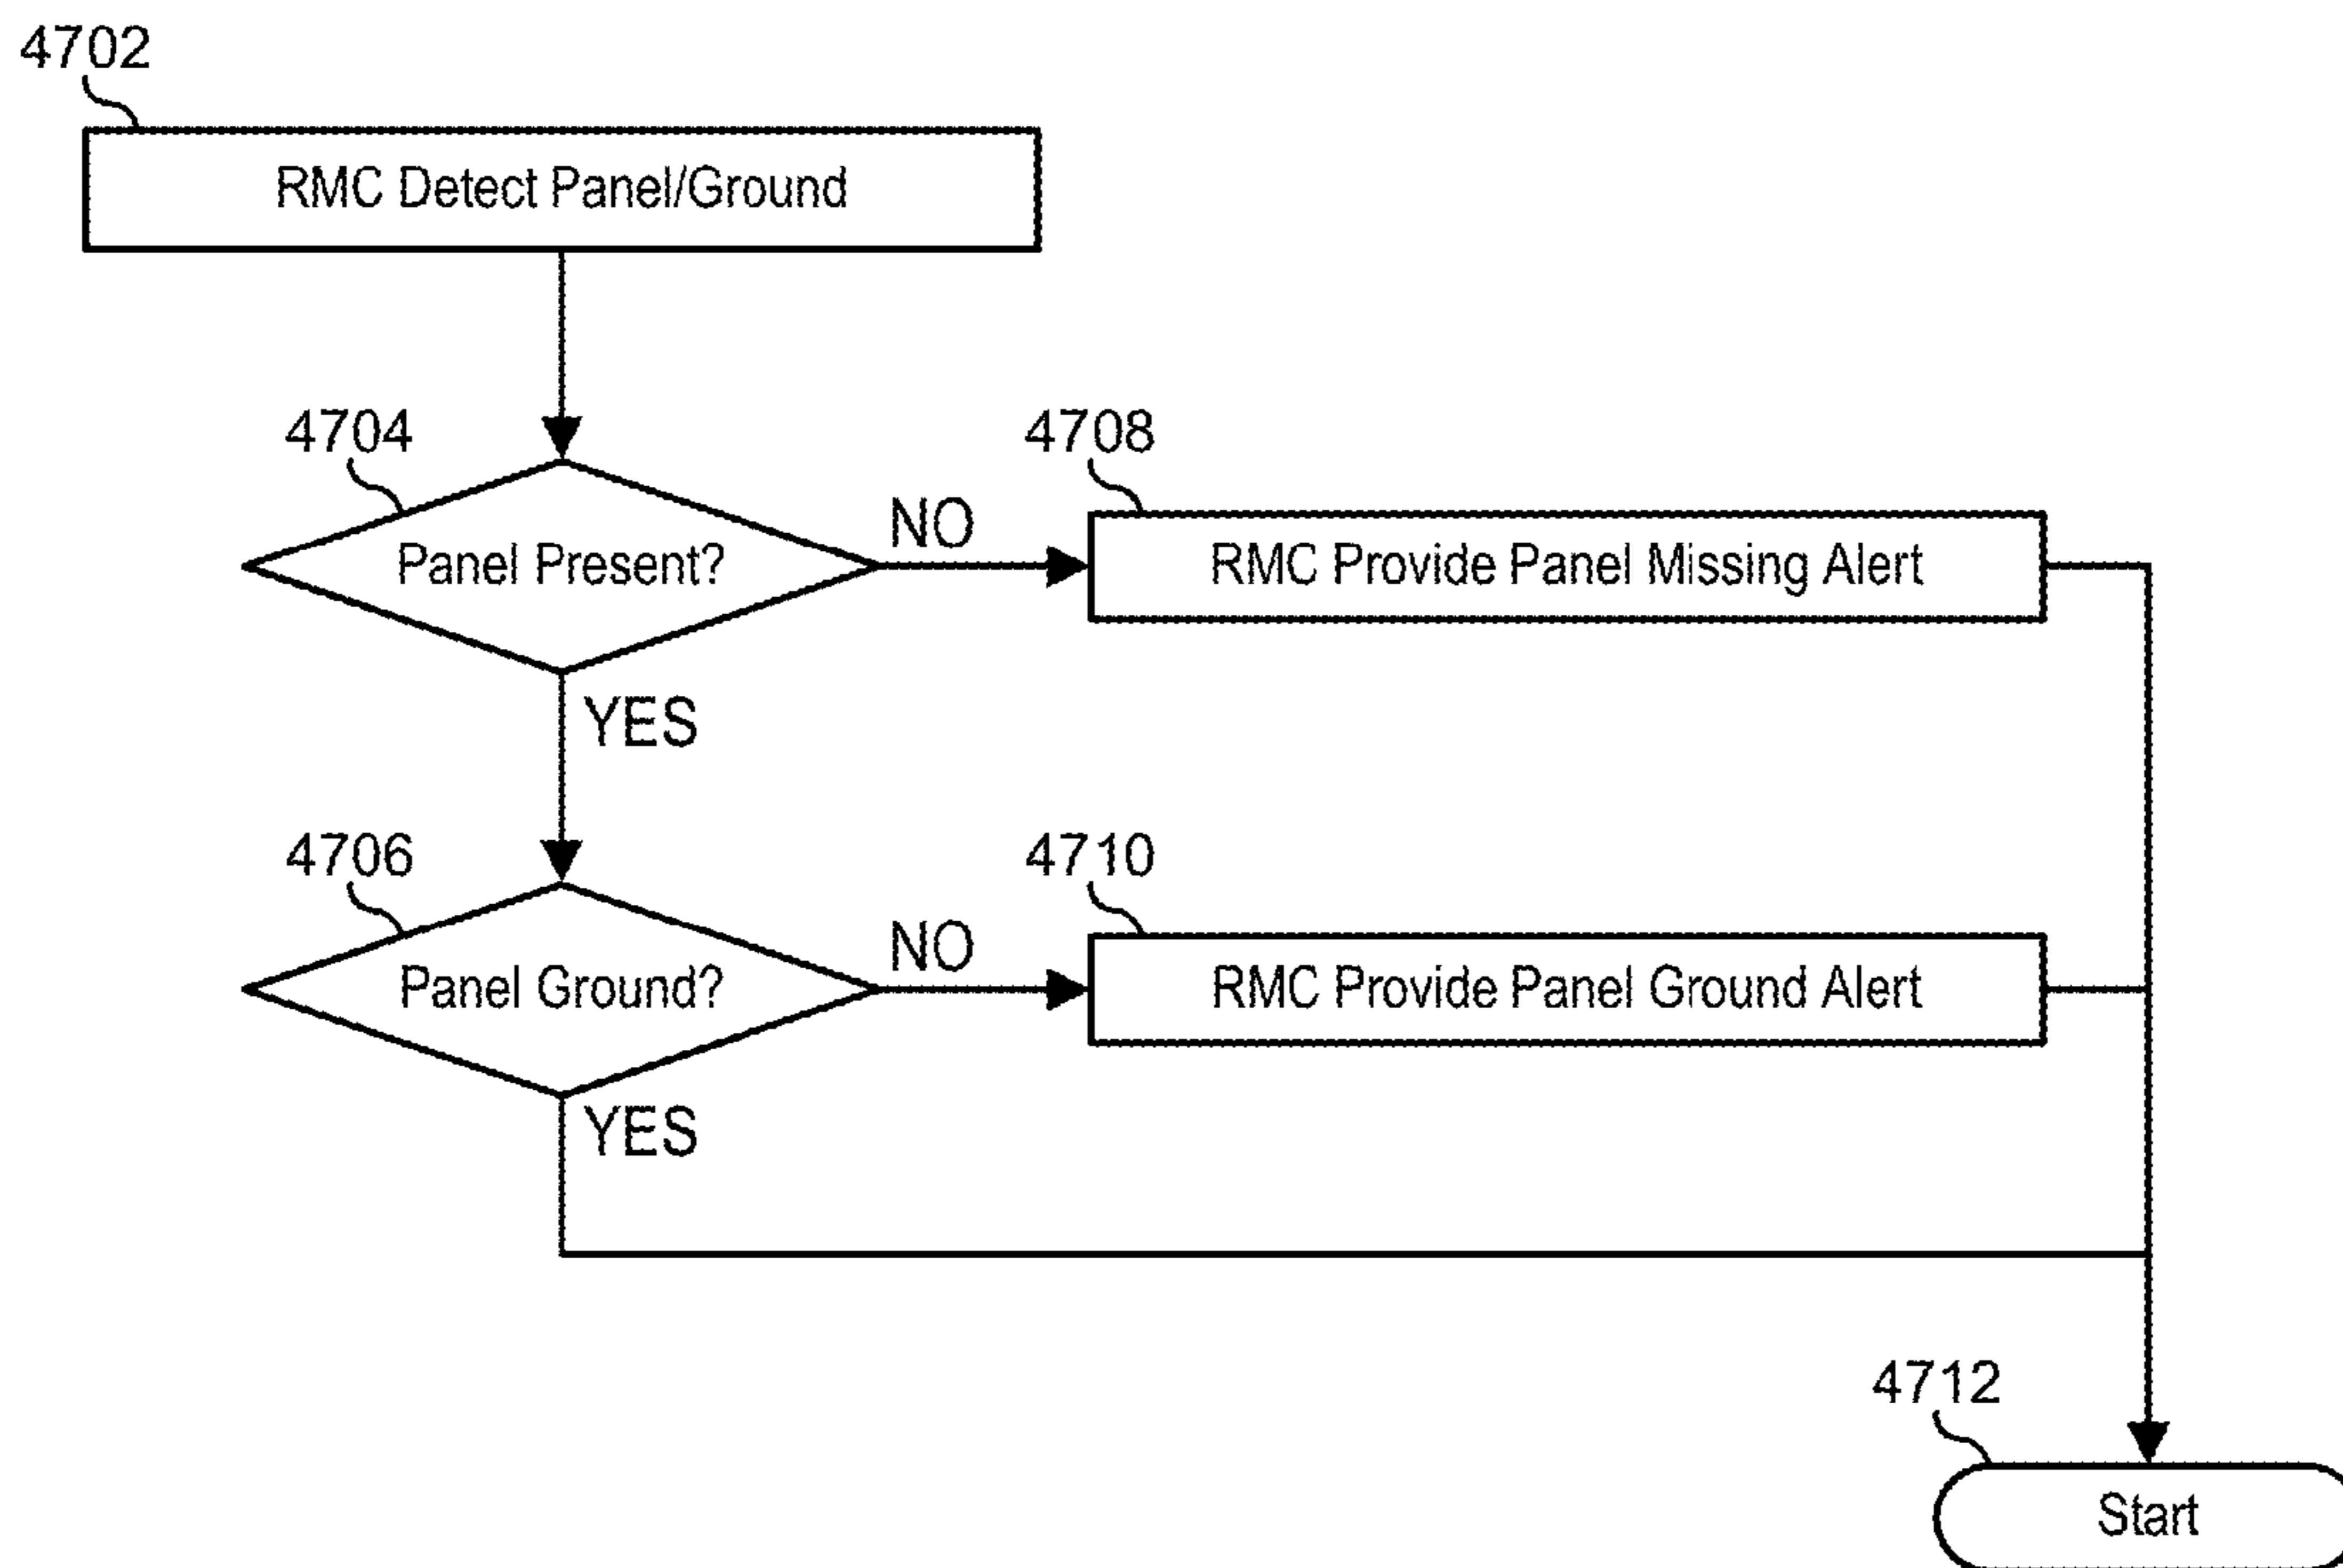 4702
RMC Detect Panel/Ground
4704
Panel Present?
NO
4708
RMC Provide Panel Missing Alert
YES
4706
Panel Ground?
NO
4710
RMC Provide Panel Ground Alert
YES
4712
Start